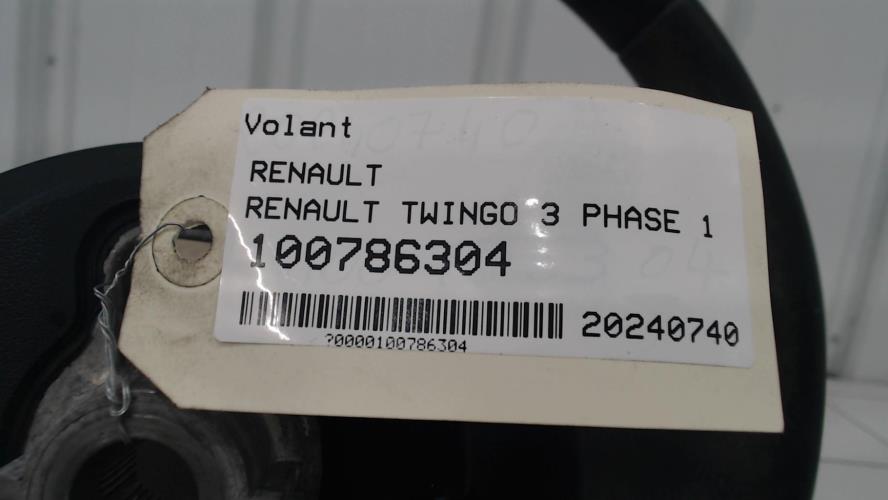 Volant
RENAULT
RENAULT TWINGO 3 PHASE 1
100786304
20240740
?0000100786304